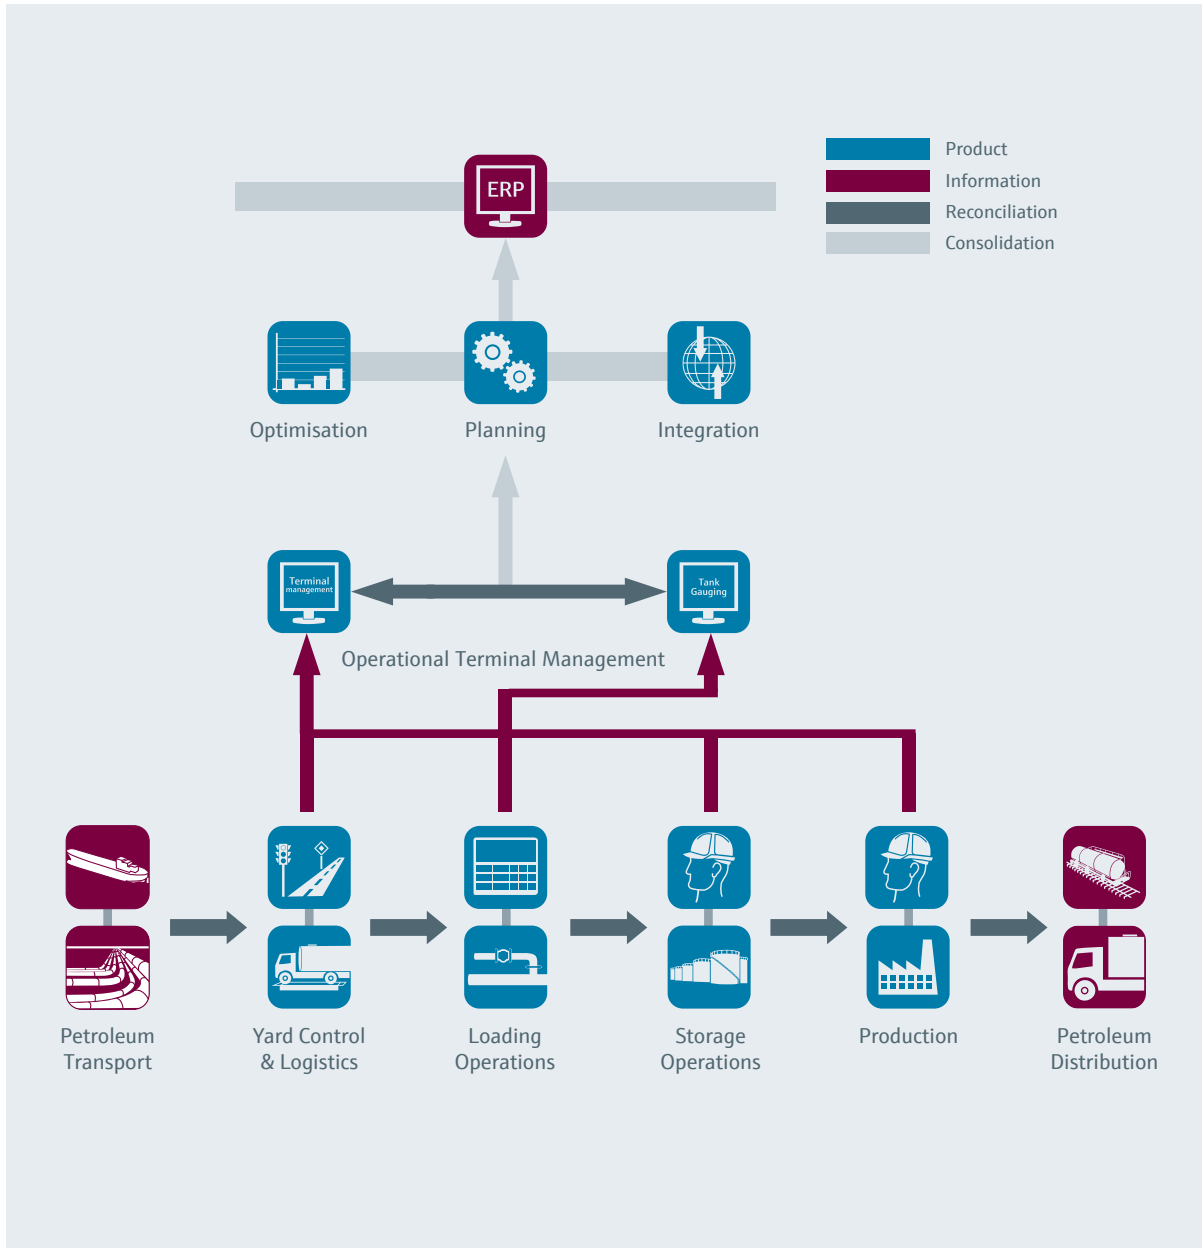 Product
Information
Reconciliation
Consolidation
ERP
Optimisation
Planning
Integration
Terminal
management
Tank
Gauging
Operational Terminal Management
Petroleum
Transport
Yard Control
& Logistics
Loading
Operations
Storage
Operations
Production
Petroleum
Distribution